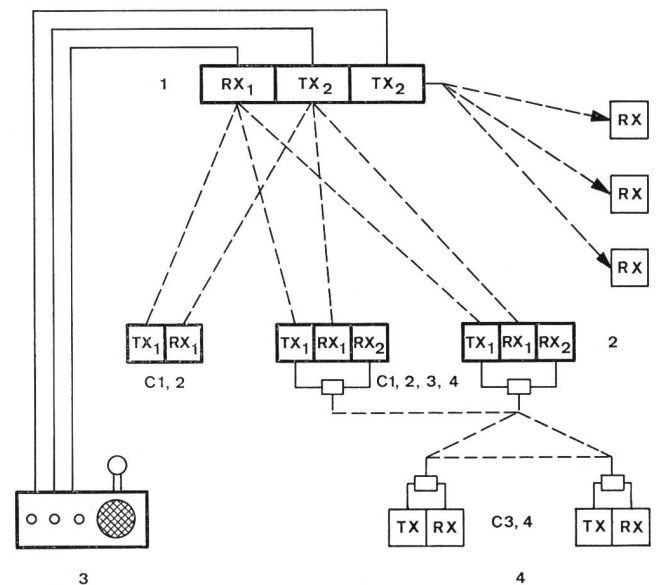 1 RX₁ TX₂ TX₂
RX
RX
RX
TX₁ RX₁
TX₁ RX₁ RX₂
TX₁ RX₁ RX₂
2
C1, 2
C1, 2, 3, 4
TX RX
C3, 4
TX RX
3
4